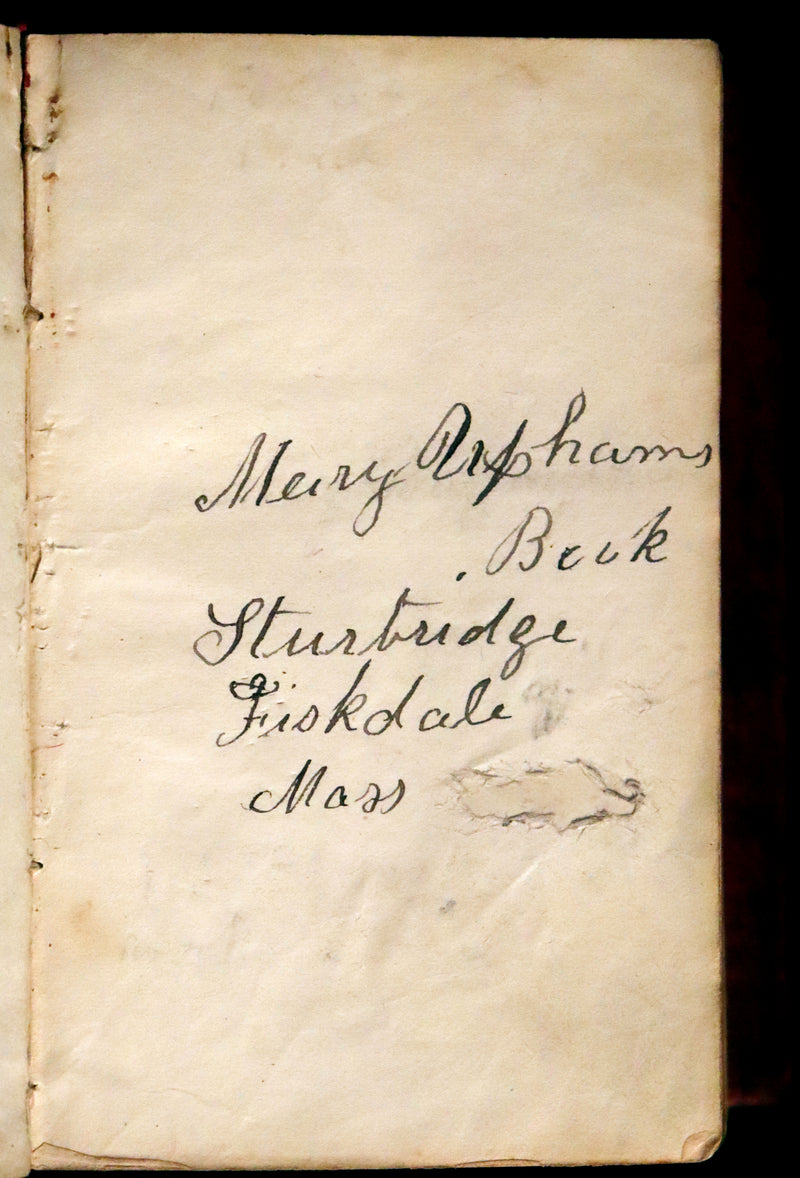 Mary Uphams
Book
Sturbridge
Fiskdale
Mass